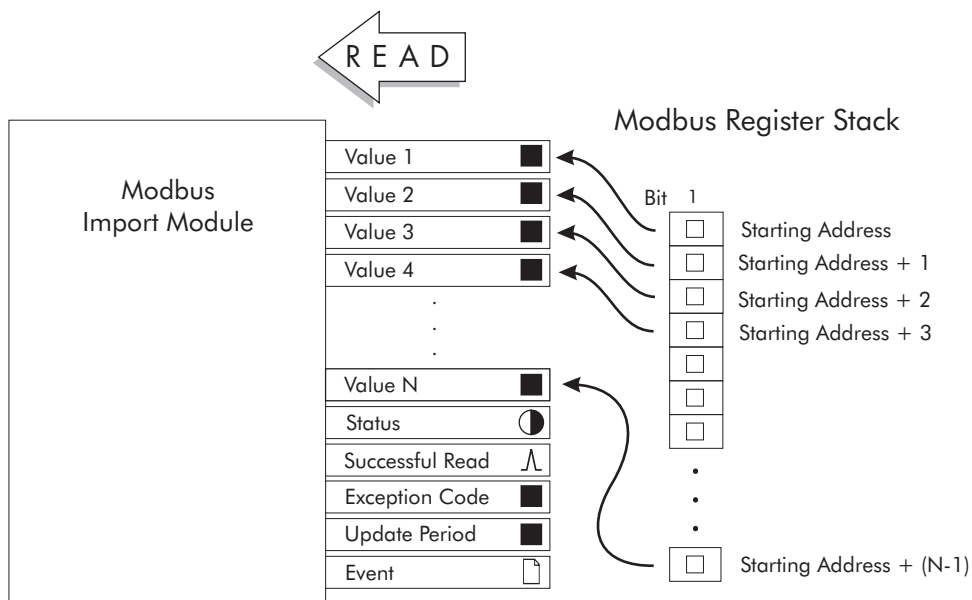 READ
Modbus Register Stack
Modbus
Import Module
Value 1
Value 2
Value 3
Value 4
.
.
.
Value N
Status
Successful Read
Exception Code
Update Period
Event
Bit 1
Starting Address
Starting Address + 1
Starting Address + 2
Starting Address + 3
Starting Address + (N-1)